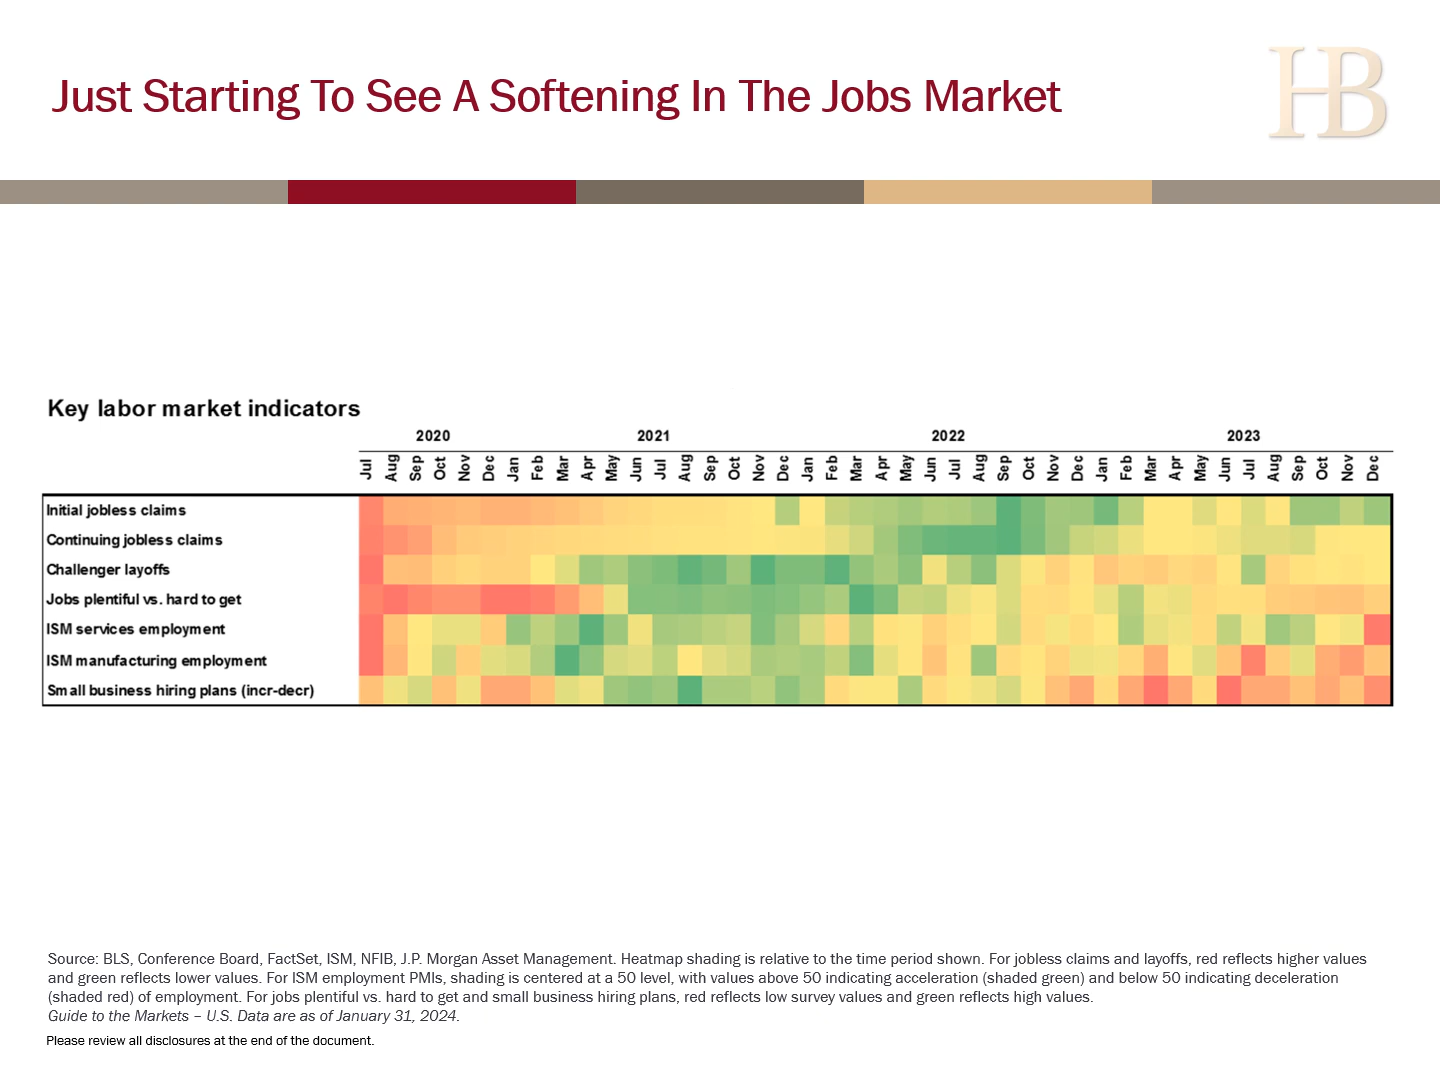 Just Starting To See A Softening In The Jobs Market
HB
Key labor market indicators
2020 2021 2022 2023
Jul Aug Sep Oct Nov Dec Jan Feb Mar Apr May Jun Jul Aug Sep Oct Nov Dec Jan Feb Mar Apr May Jun Jul Aug Sep Oct Nov Dec Jan Feb Mar Apr May Jun Jul Aug Sep Oct Nov Dec
Initial jobless claims
Continuing jobless claims
Challenger layoffs
Jobs plentiful vs. hard to get
ISM services employment
ISM manufacturing employment
Small business hiring plans (incr-decr)
Source: BLS, Conference Board, FactSet, ISM, NFIB, J.P. Morgan Asset Management. Heatmap shading is relative to the time period shown. For jobless claims and layoffs, red reflects higher values
and green reflects lower values. For ISM employment PMIs, shading is centered at a 50 level, with values above 50 indicating acceleration (shaded green) and below 50 indicating deceleration
(shaded red) of employment. For jobs plentiful vs. hard to get and small business hiring plans, red reflects low survey values and green reflects high values.
Guide to the Markets – U.S. Data are as of January 31, 2024.
Please review all disclosures at the end of the document.